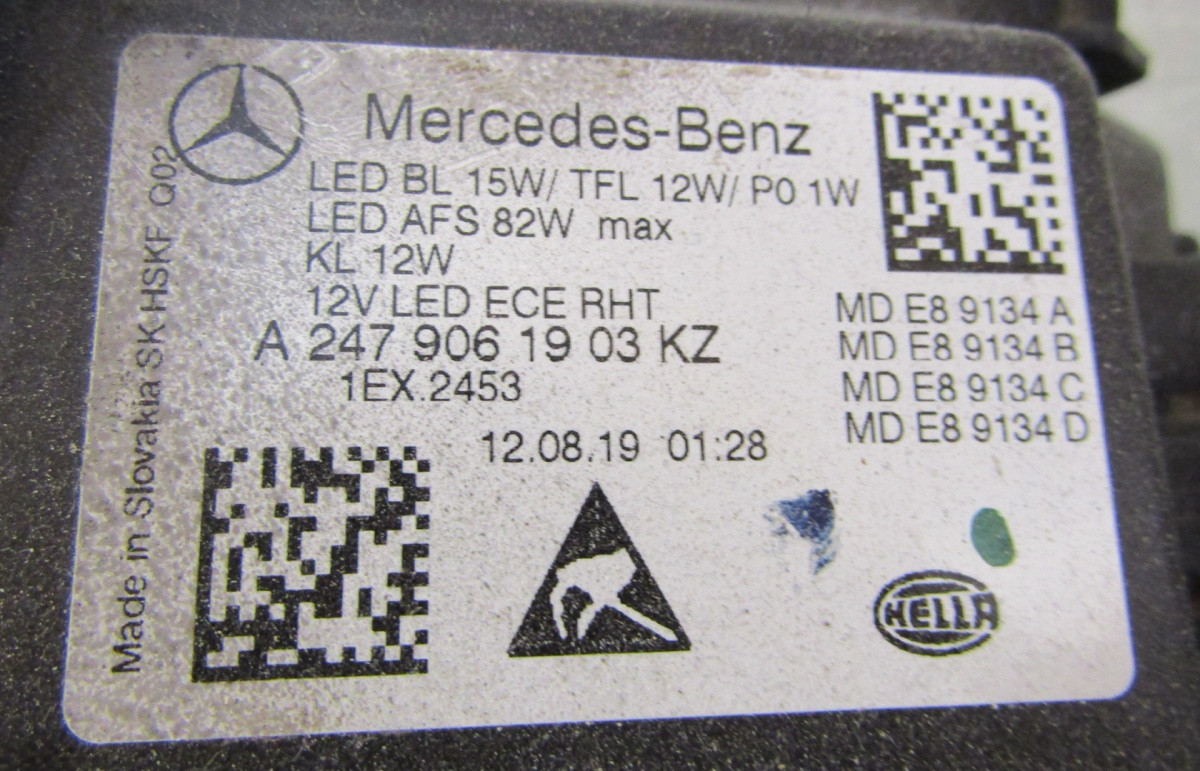 Mercedes-Benz
LED BL 15W/ TFL 12W/ P0 1W
LED AFS 82W max
KL 12W
12V LED ECE RHT
A 247 906 19 03 KZ
1EX.2453
12.08.19 01:28
MD E8 9134 A
MD E8 9134 B
MD E8 9134 C
MD E8 9134 D
Made in Slovakia SK HSKF Q02
HELLA